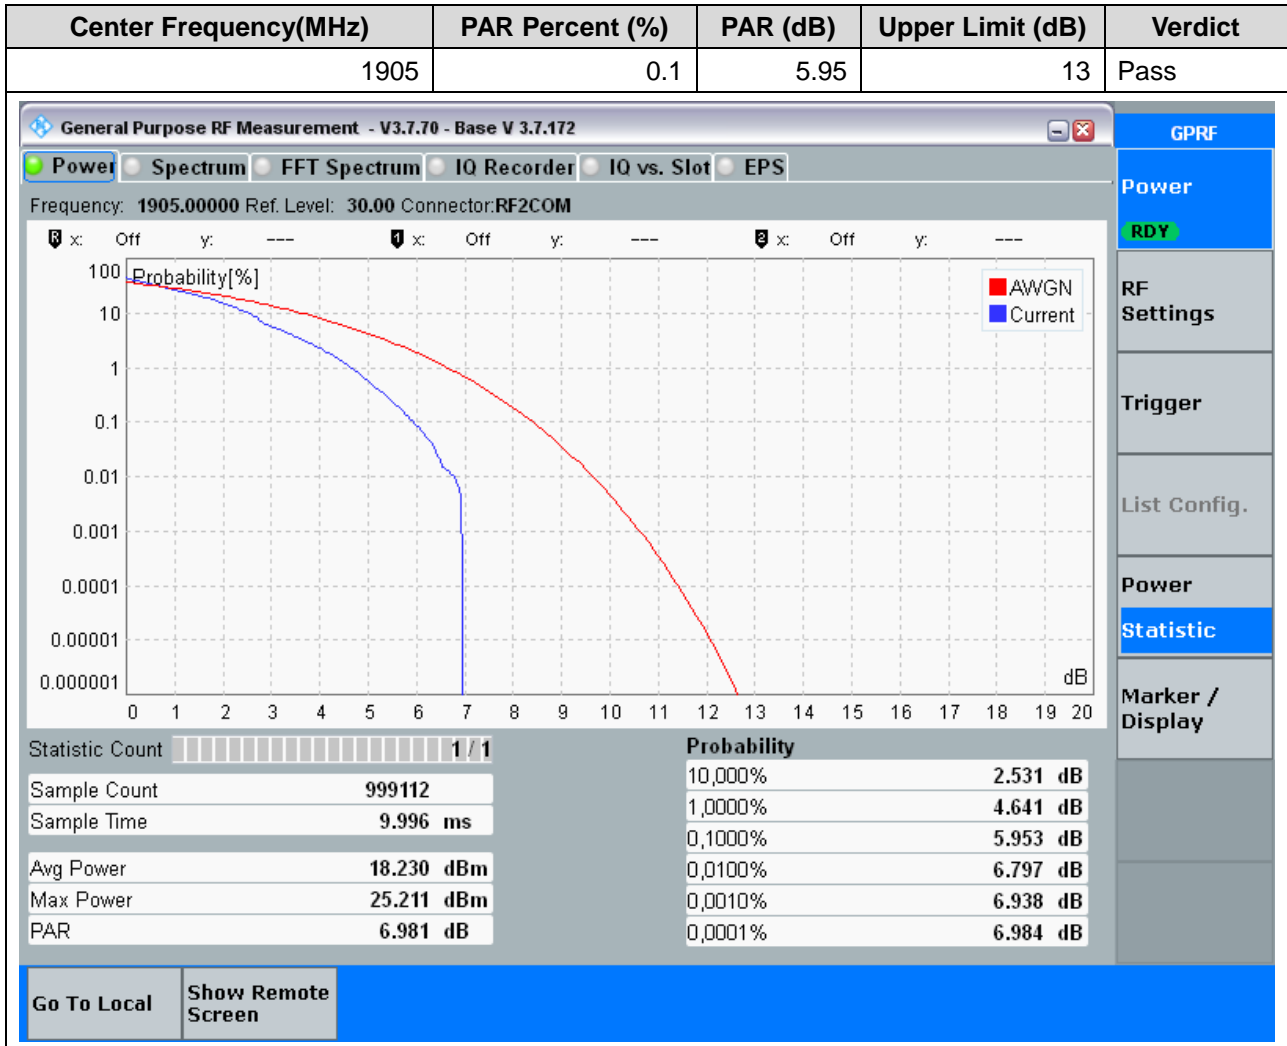 Center Frequency(MHz) PAR Percent (%) PAR (dB) Upper Limit (dB) Verdict
1905 0.1 5.95 13 Pass
General Purpose RF Measurement - V3.7.70 - Base V 3.7.172
GPRF
Power Spectrum FFT Spectrum IQ Recorder IQ vs. Slot EPS
Power
RDY
Frequency: 1905.00000 Ref. Level: 30.00 Connector:RF2COM
R x: Off y: --- 1 x: Off y: --- 2 x: Off y: ---
Probability[%]
AWGN
Current
100
10
1
0.1
0.01
0.001
0.0001
0.00001
0.000001
dB
0 1 2 3 4 5 6 7 8 9 10 11 12 13 14 15 16 17 18 19 20
RF
Settings
Trigger
List Config.
Power
Statistic
Marker /
Display
Statistic Count 1 / 1
Sample Count 999112
Sample Time 9.996 ms
Avg Power 18.230 dBm
Max Power 25.211 dBm
PAR 6.981 dB
Probability
10,000% 2.531 dB
1,0000% 4.641 dB
0,1000% 5.953 dB
0,0100% 6.797 dB
0,0010% 6.938 dB
0,0001% 6.984 dB
Go To Local
Show Remote
Screen